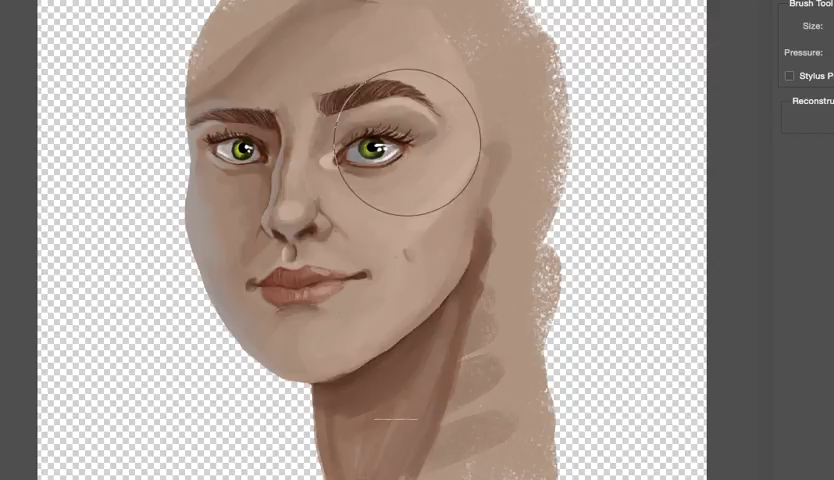 Brush Tool
Size:
Pressure:
Stylus P
Reconstru